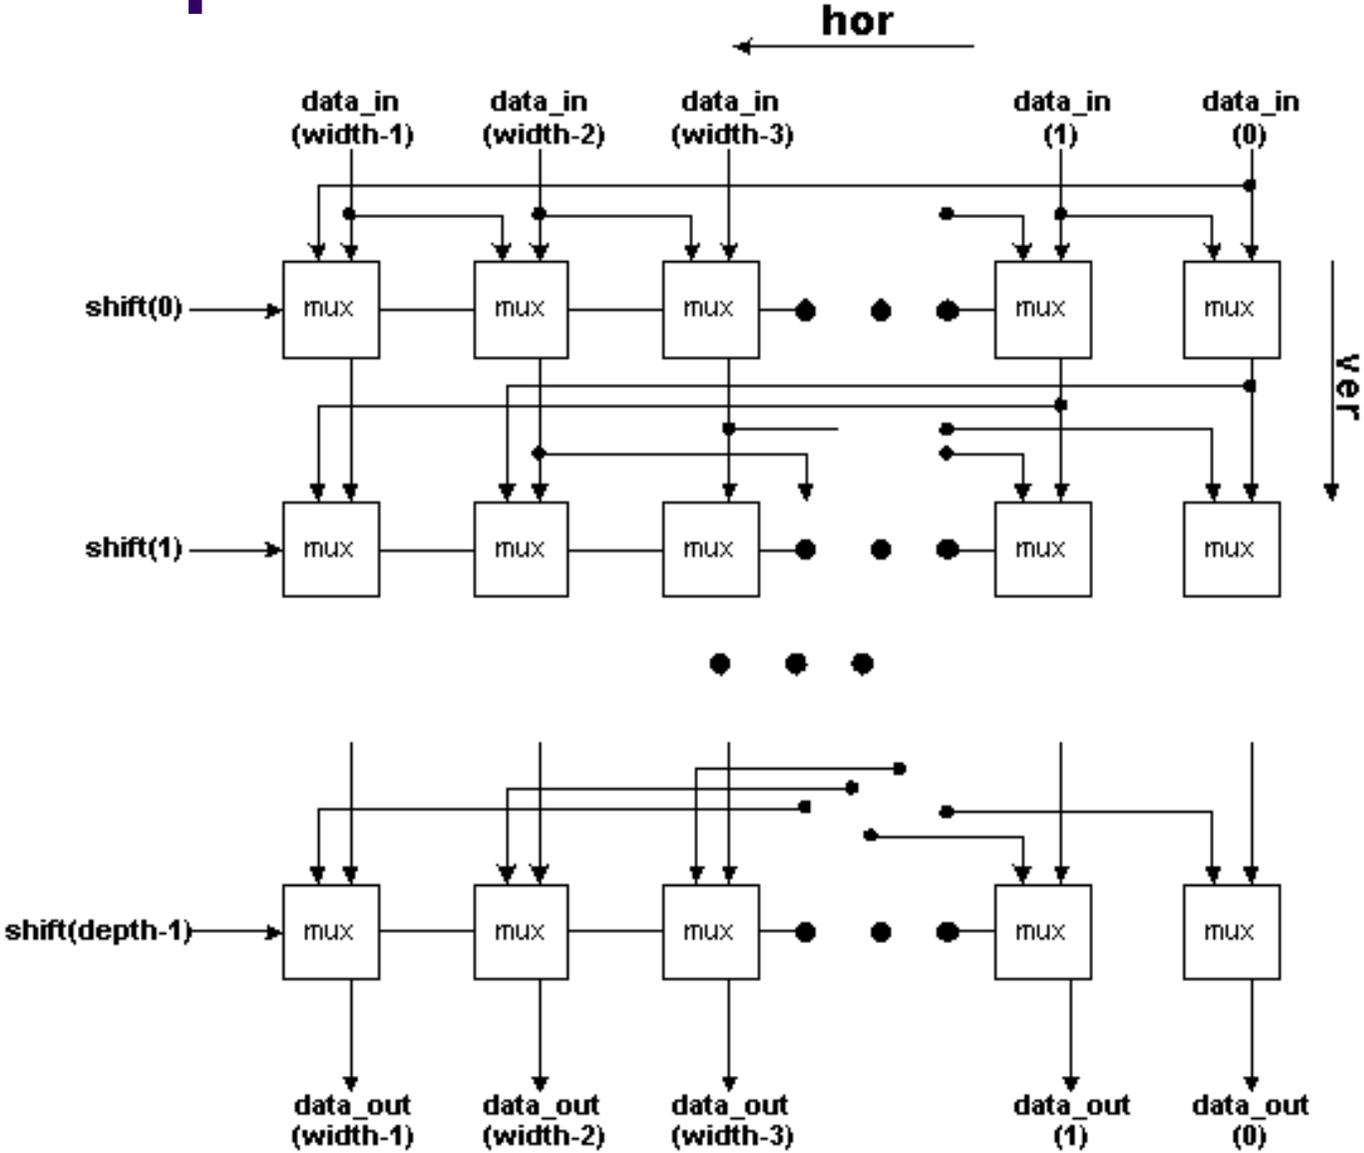 hor
data_in data_in data_in data_in data_in
(width-1) (width-2) (width-3) (1) (0)
shift(0) mux mux mux mux mux
ver
shift(1) mux mux mux mux mux
shift(depth-1) mux mux mux mux mux
data_out data_out data_out data_out data_out
(width-1) (width-2) (width-3) (1) (0)